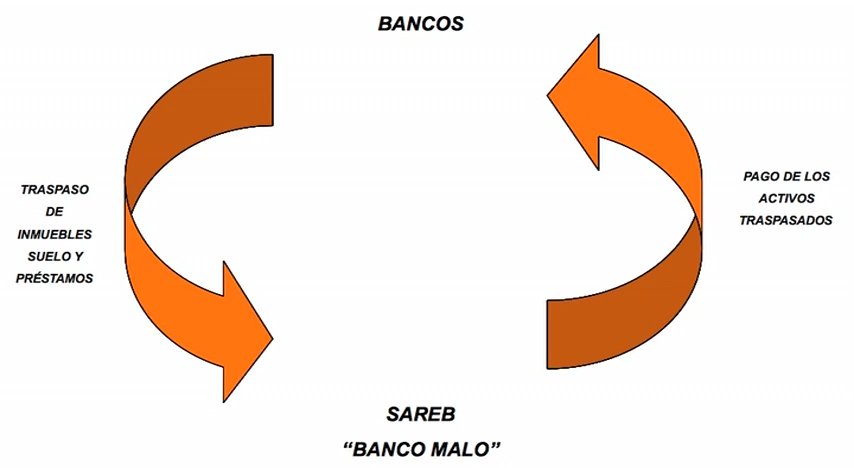 BANCOS
TRASPASO
DE
INMUEBLES
SUELO Y
PRÉSTAMOS
PAGO DE LOS
ACTIVOS
TRASPASADOS
SAREB
“BANCO MALO”